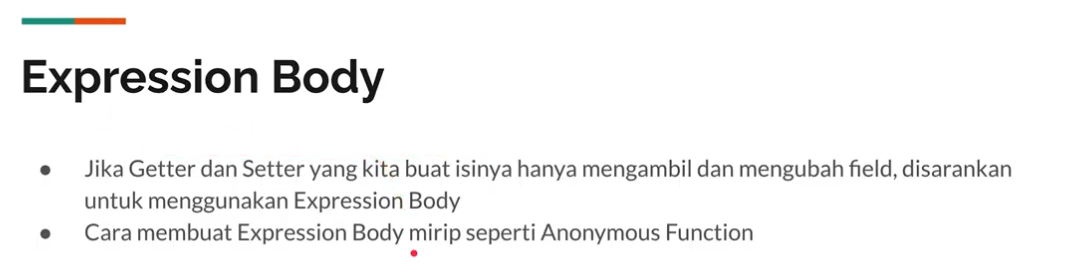 Expression Body
● Jika Getter dan Setter yang kita buat isinya hanya mengambil dan mengubah field, disarankan
untuk menggunakan Expression Body
● Cara membuat Expression Body mirip seperti Anonymous Function